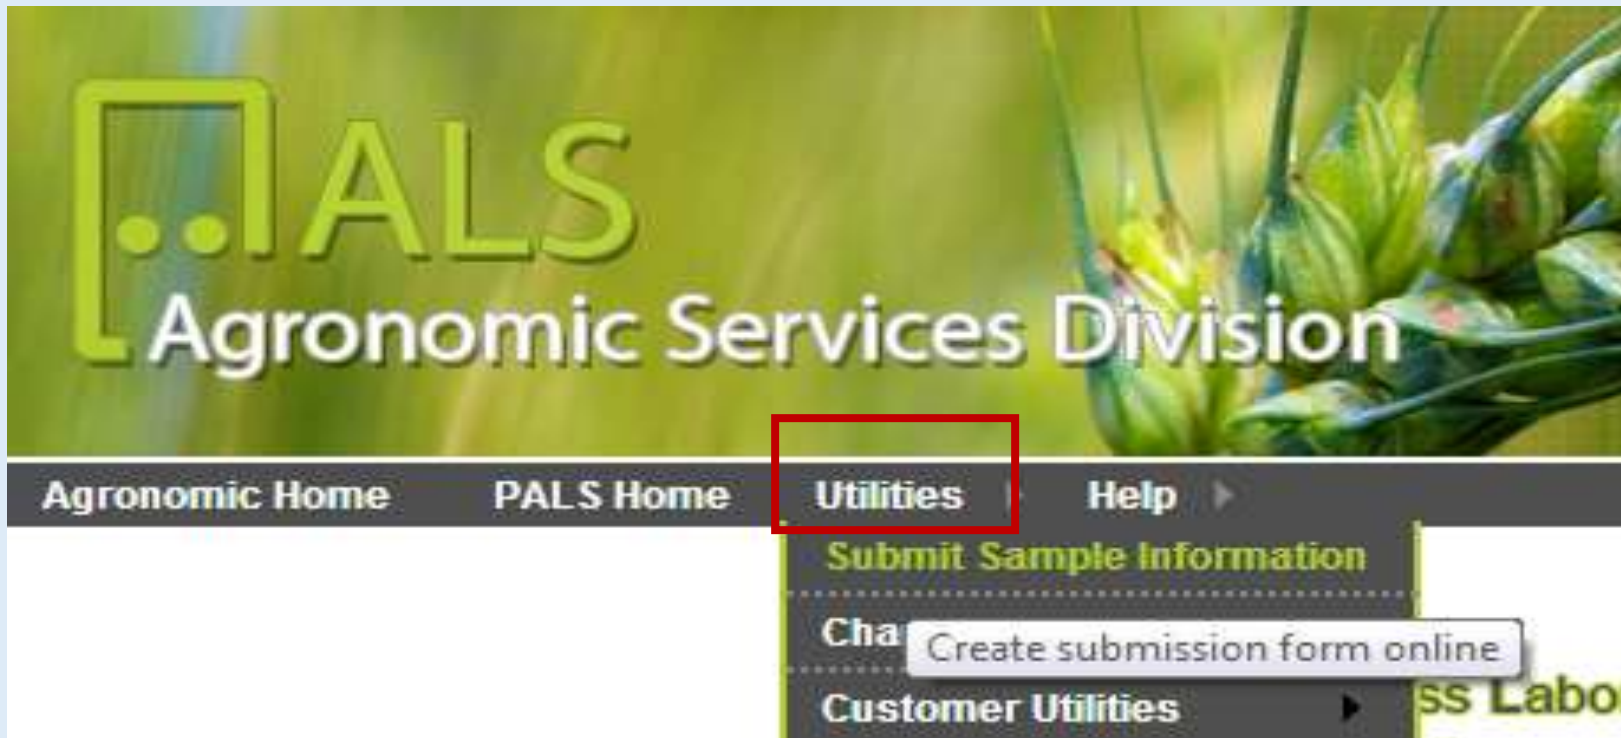 PALS
Agronomic Services Division
Agronomic Home PALS Home Utilities Help
Submit Sample Information
Create submission form online
Customer Utilities